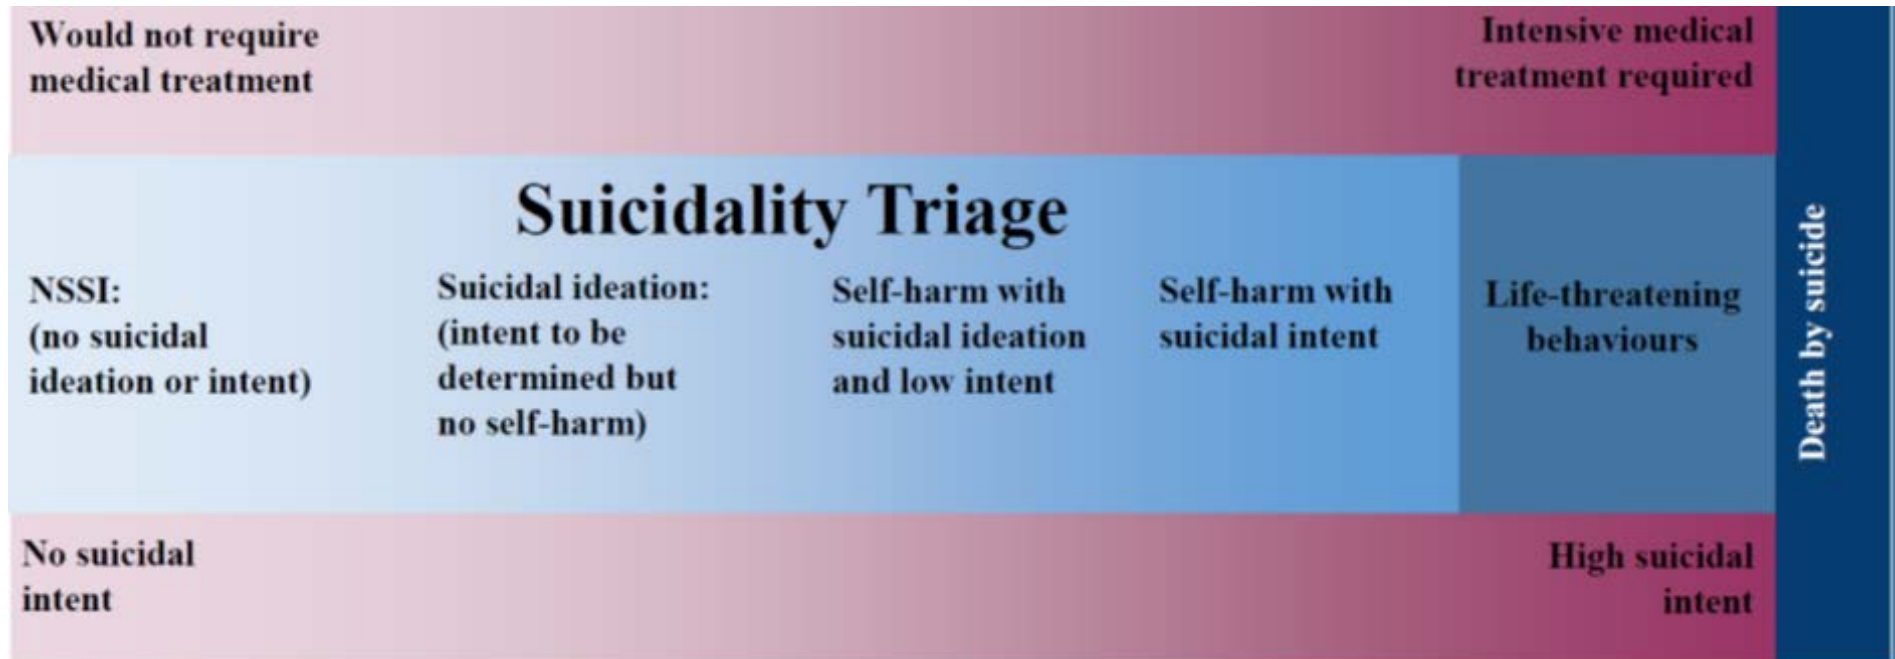 Would not require
medical treatment
Intensive medical
treatment required
Suicidality Triage
NSSI:
(no suicidal
ideation or intent)
Suicidal ideation:
(intent to be
determined but
no self-harm)
Self-harm with
suicidal ideation
and low intent
Self-harm with
suicidal intent
Life-threatening
behaviours
Death by suicide
No suicidal
intent
High suicidal
intent